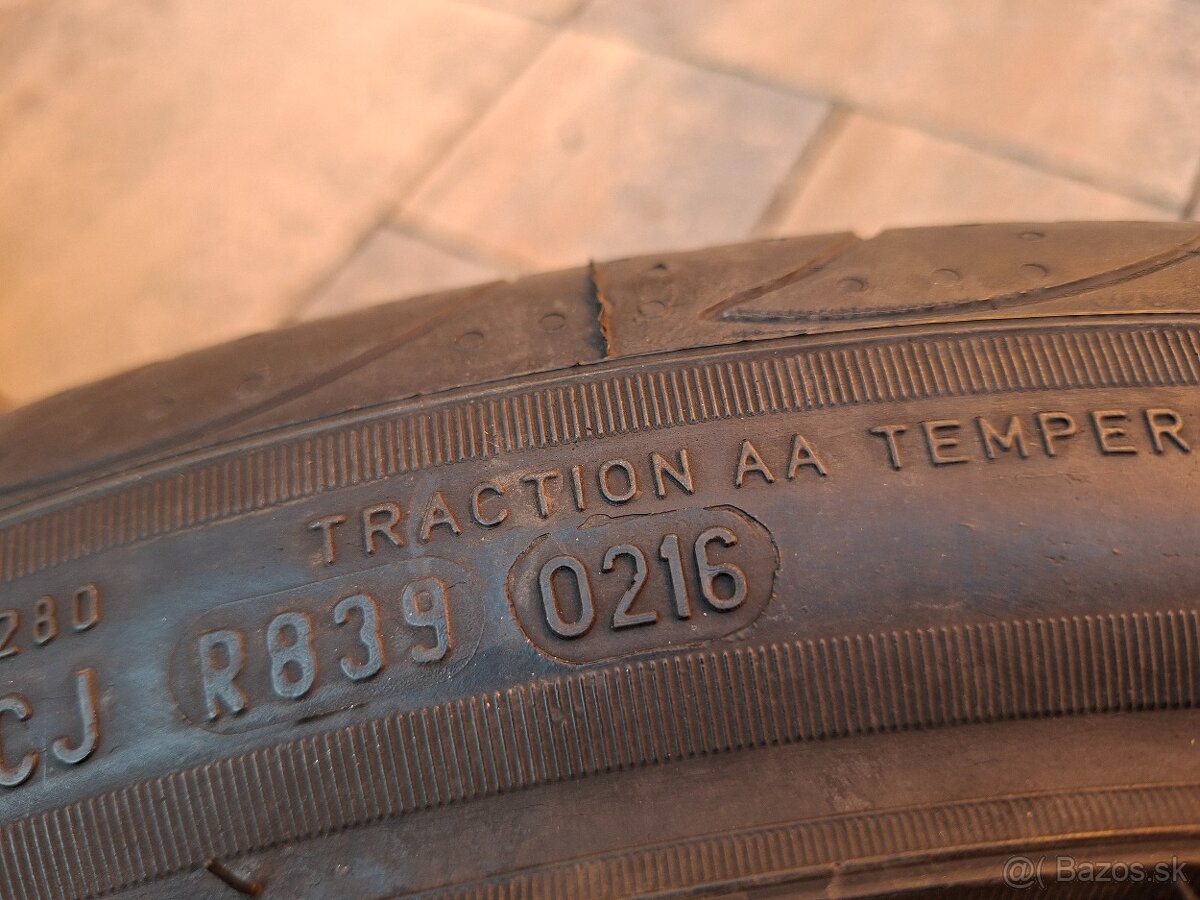 TRACTION AA TEMPER
280
CJ R839 0216
@( Bazos.sk